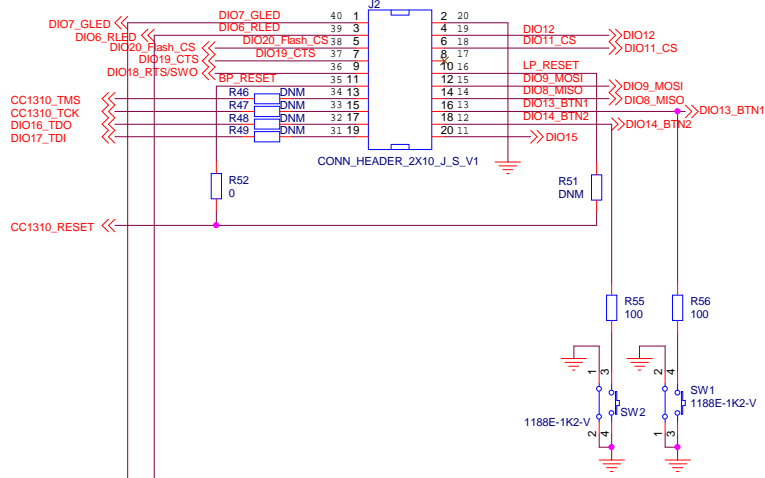 J2
DIO7_GLED DIO7_GLED 40 1 2 20
DIO6_RLED DIO6_RLED 39 3 4 19 DIO12 DIO12
DIO20_Flash_CS DIO20_Flash_CS 38 5 6 18 DIO11_CS DIO11_CS
DIO19_CTS DIO19_CTS 37 7 8 17
DIO18_RTS/SWO 36 9 10 16 LP_RESET
BP_RESET 35 11 12 15 DIO9_MOSI DIO9_MOSI
CC1310_TMS R46 DNM 34 13 14 14 DIO8_MISO DIO8_MISO
CC1310_TCK R47 DNM 33 15 16 13 DIO13_BTN1 DIO13_BTN1
DIO16_TDO R48 DNM 32 17 18 12 DIO14_BTN2 DIO14_BTN2
DIO17_TDI R49 DNM 31 19 20 11 DIO15
CONN_HEADER_2X10_J_S_V1
R52
0
R51
DNM
CC1310_RESET
R55
100
R56
100
1 3 2 4
SW1
1188E-1K2-V
SW2
1188E-1K2-V
2 4 1 3